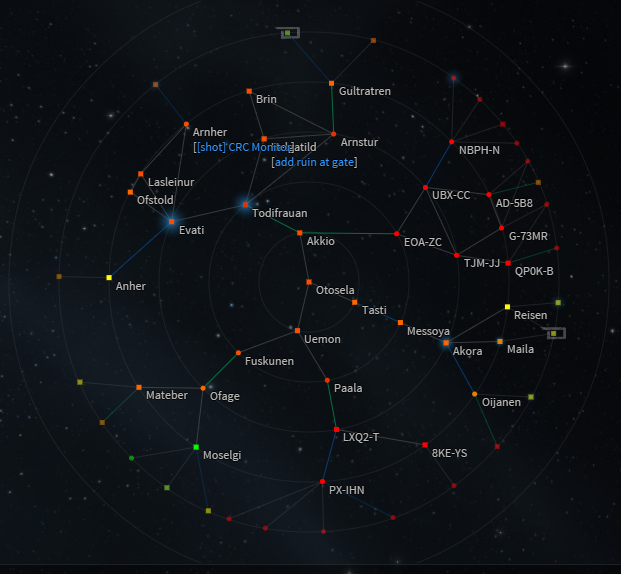 Gultratren
Brin
Arnher
Arnstur
[[shot] CRC Monitor]
[add ruin at gate]
NBPH-N
Lasleinur
Ofstold
UBX-CC
AD-5B8
Todifrauan
Evati
Akkio
EOA-ZC
G-73MR
TJM-JJ
QP0K-B
Anher
Otosela
Tasti
Reisen
Messoya
Uemon
Akora
Maila
Fuskunen
Mateber
Ofage
Paala
Oijanen
LXQ2-T
Moselgi
8KE-YS
PX-IHN